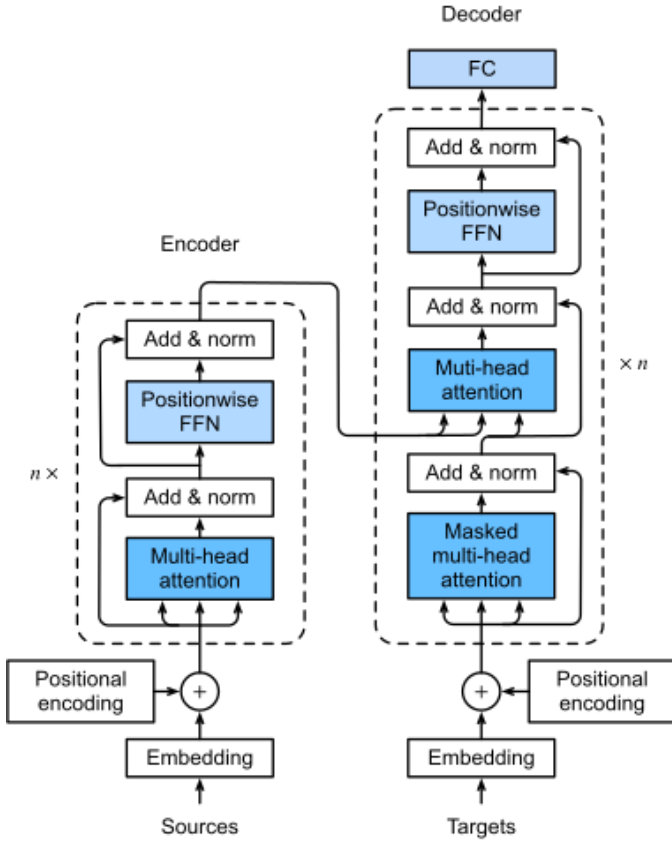 Decoder
FC
Add & norm
Positionwise
FFN
Encoder
Add & norm
Add & norm
Muti-head
attention
× n
Positionwise
FFN
Add & norm
n ×
Add & norm
Masked
multi-head
attention
Multi-head
attention
Positional
encoding
+
+
Positional
encoding
Embedding
Embedding
Sources
Targets